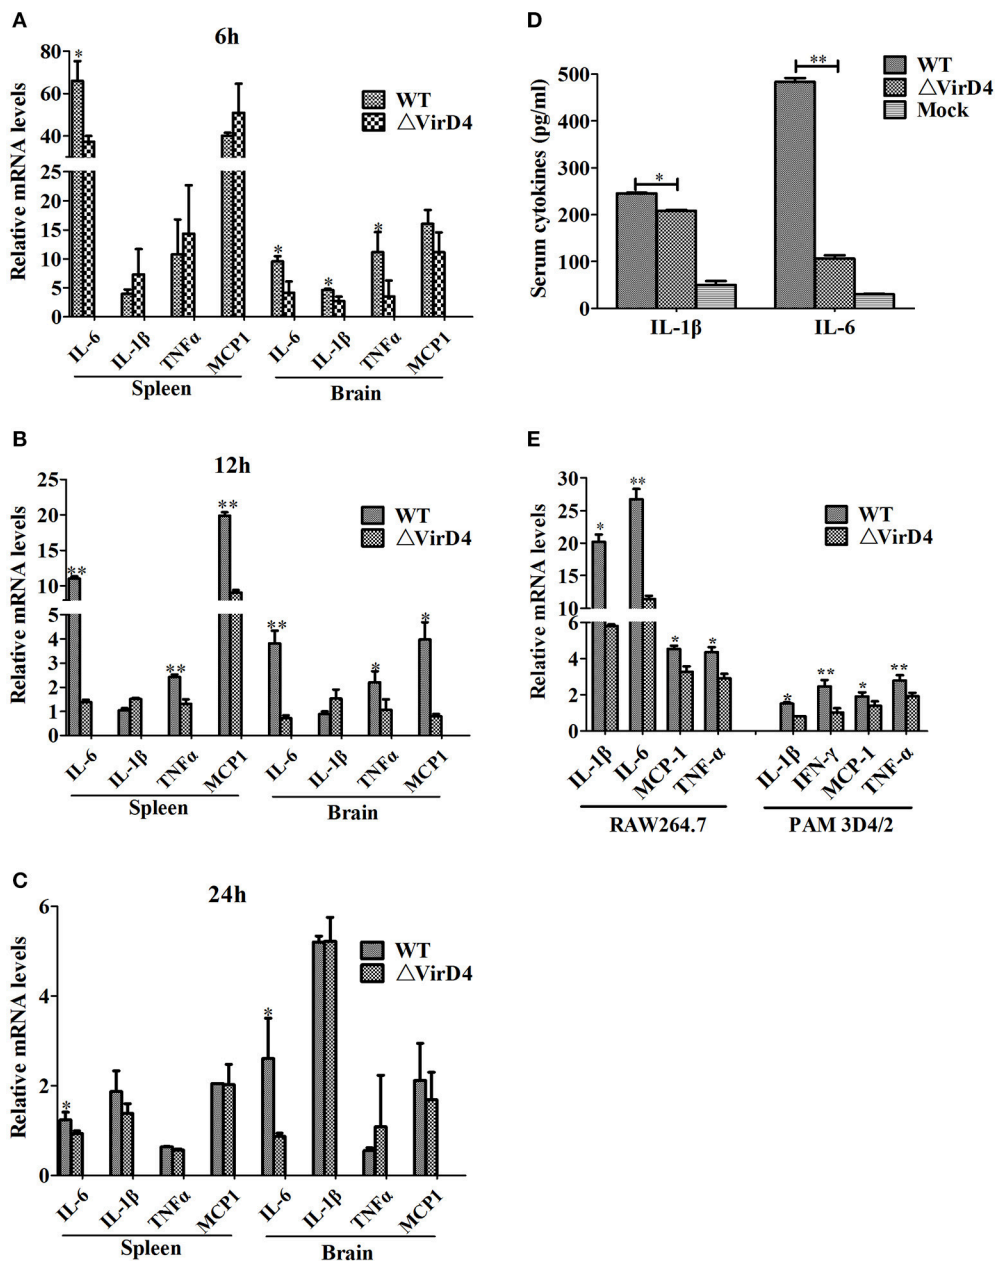 A
6h
Relative mRNA levels
80
60
40
25
20
15
10
5
0
*
*
*
*
WT
△VirD4
IL-6
IL-1β
TNFα
MCP1
IL-6
IL-1β
TNFα
MCP1
Spleen
Brain
B
12h
Relative mRNA levels
25
20
15
10
5
4
3
2
1
0
**
**
**
**
*
*
WT
△VirD4
IL-6
IL-1β
TNFα
MCP1
IL-6
IL-1β
TNFα
MCP1
Spleen
Brain
C
24h
Relative mRNA levels
6
4
2
0
*
*
WT
△VirD4
IL-6
IL-1β
TNFα
MCP1
IL-6
IL-1β
TNFα
MCP1
Spleen
Brain
D
Serum cytokines (pg/ml)
500
400
300
200
100
0
*
**
WT
△VirD4
Mock
IL-1β
IL-6
E
Relative mRNA levels
30
25
20
15
10
6
4
2
0
*
**
*
*
*
**
*
**
WT
△VirD4
IL-1β
IL-6
MCP-1
TNF-α
IL-1β
IFN-γ
MCP-1
TNF-α
RAW264.7
PAM 3D4/2